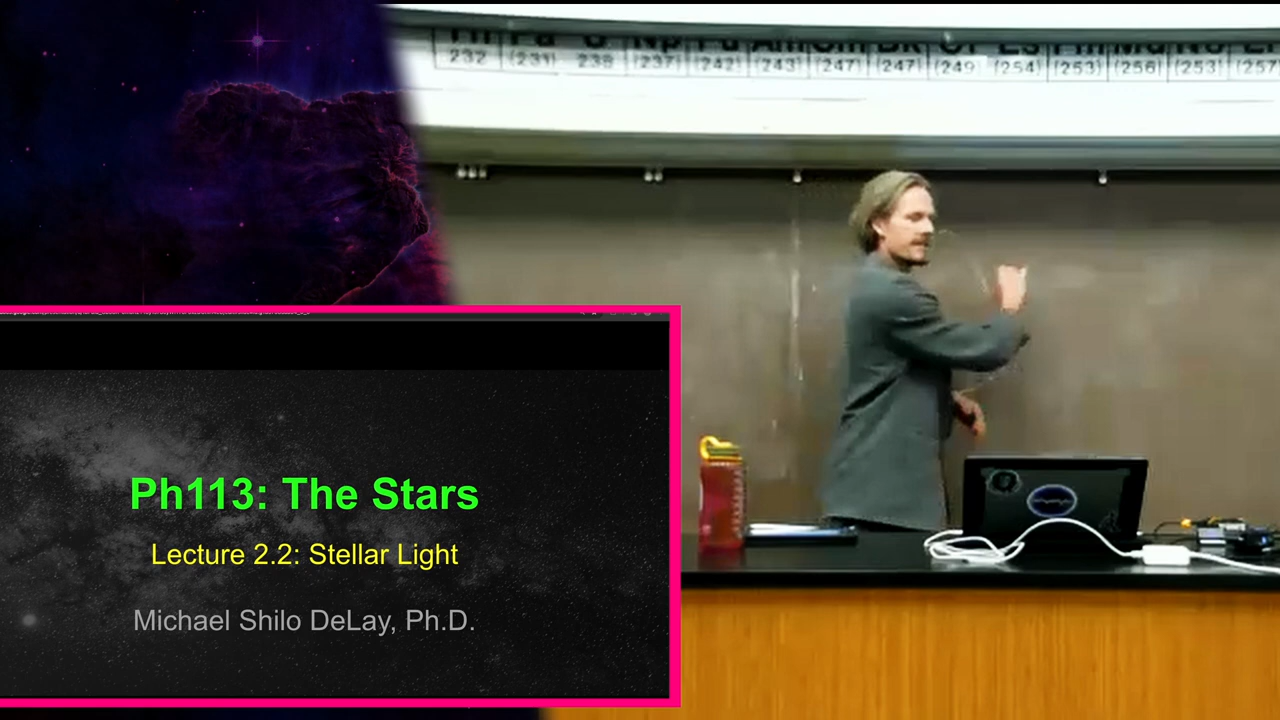 232 (231) 238 (237) (242) (243) (247) (247) (249) (254) (253) (256) (253) (257
Ph113: The Stars
Lecture 2.2: Stellar Light
Michael Shilo DeLay, Ph.D.